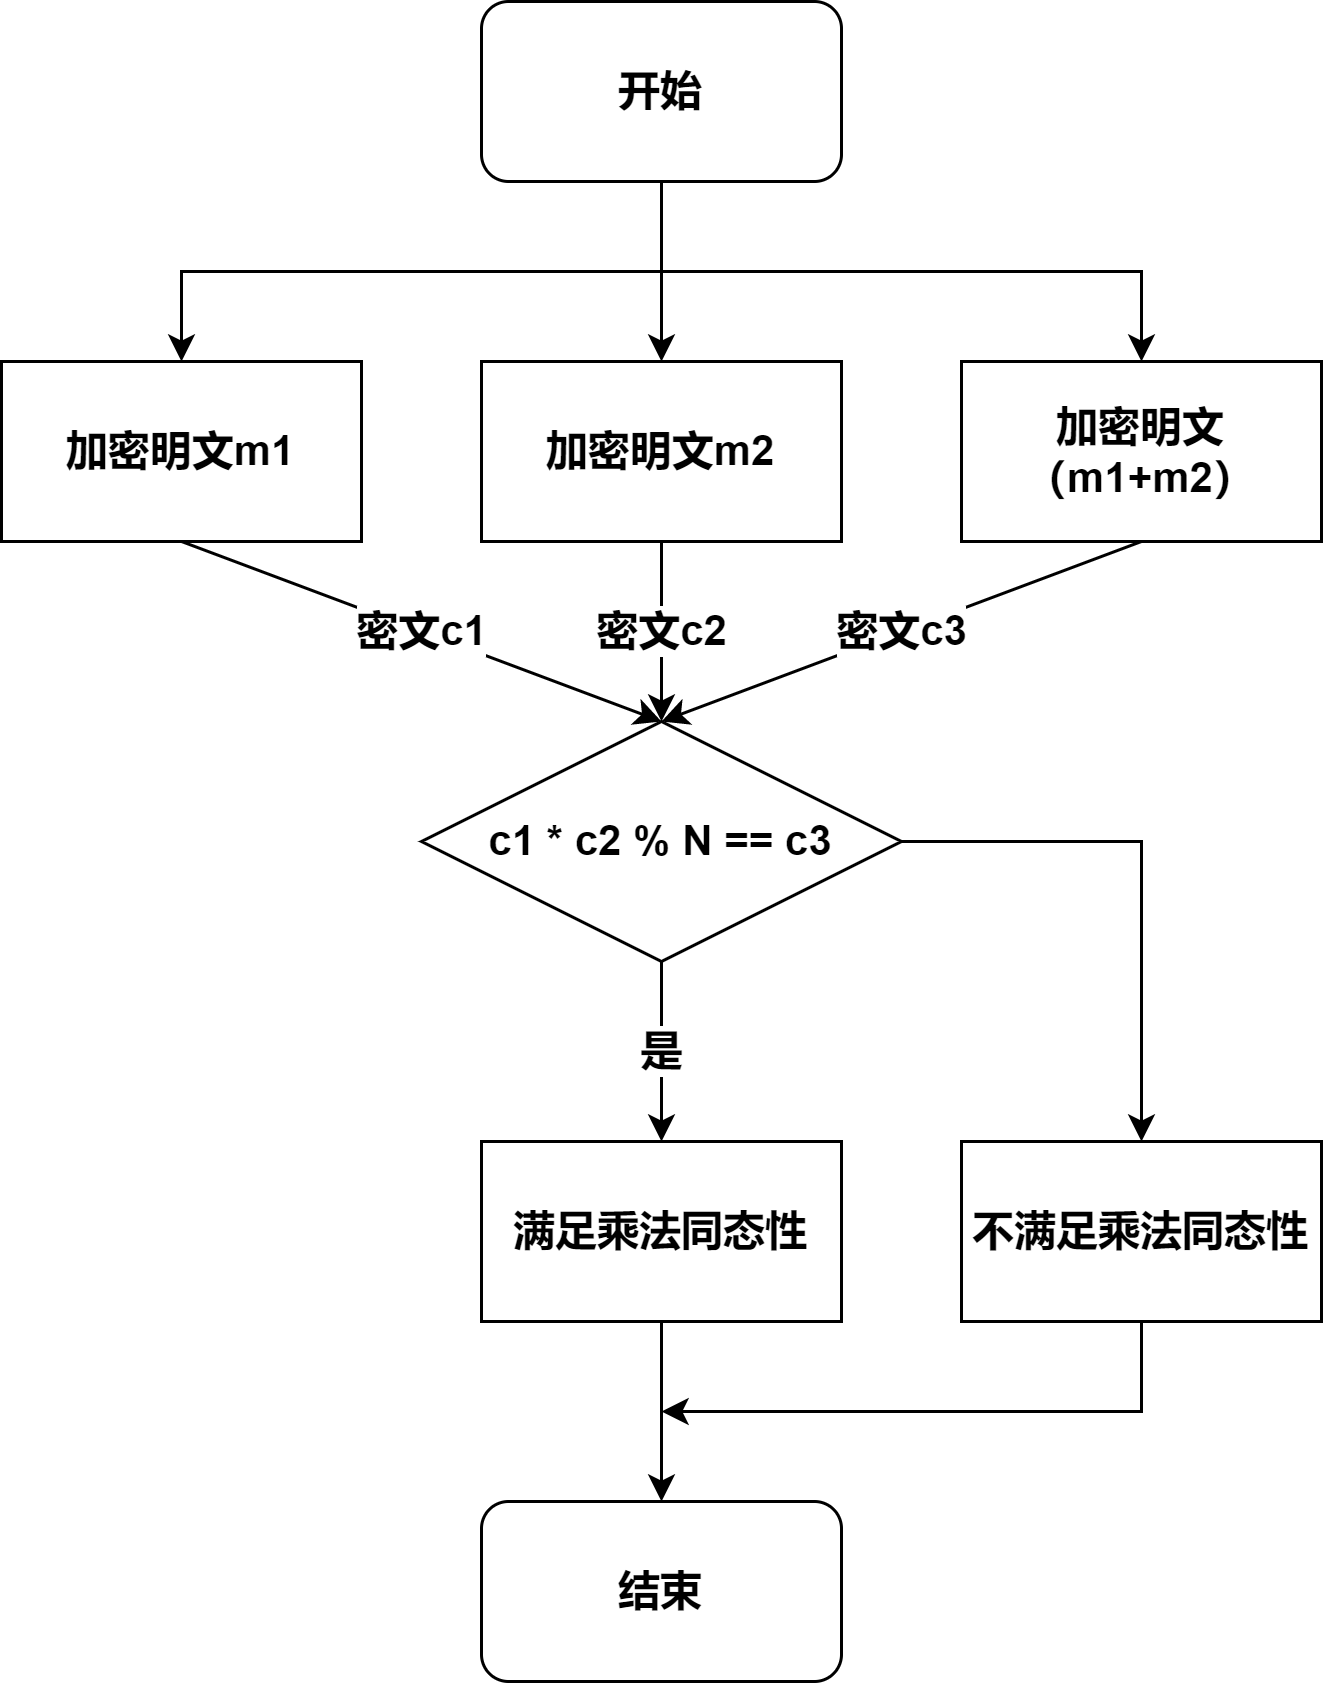 开始
加密明文m1
加密明文m2
加密明文
（m1+m2）
密文c1
密文c2
密文c3
c1 * c2 % N == c3
是
满足乘法同态性
不满足乘法同态性
结束